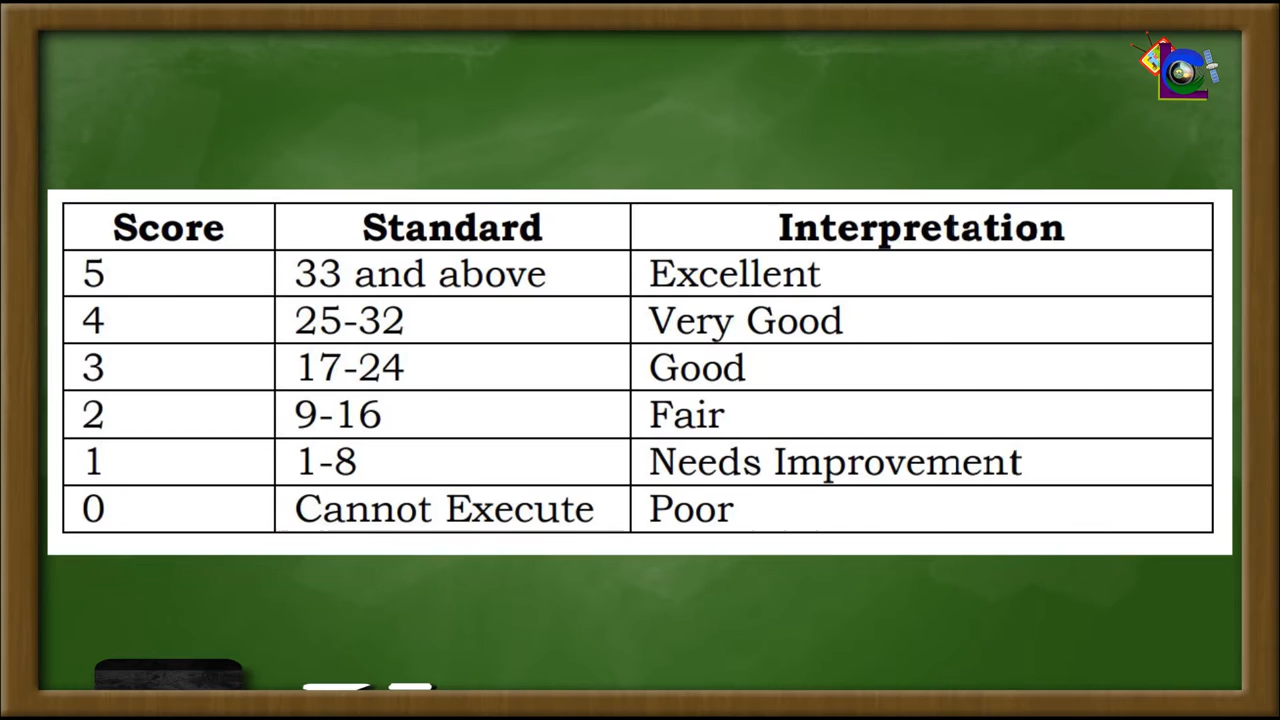 Score Standard Interpretation
5 33 and above Excellent
4 25-32 Very Good
3 17-24 Good
2 9-16 Fair
1 1-8 Needs Improvement
0 Cannot Execute Poor